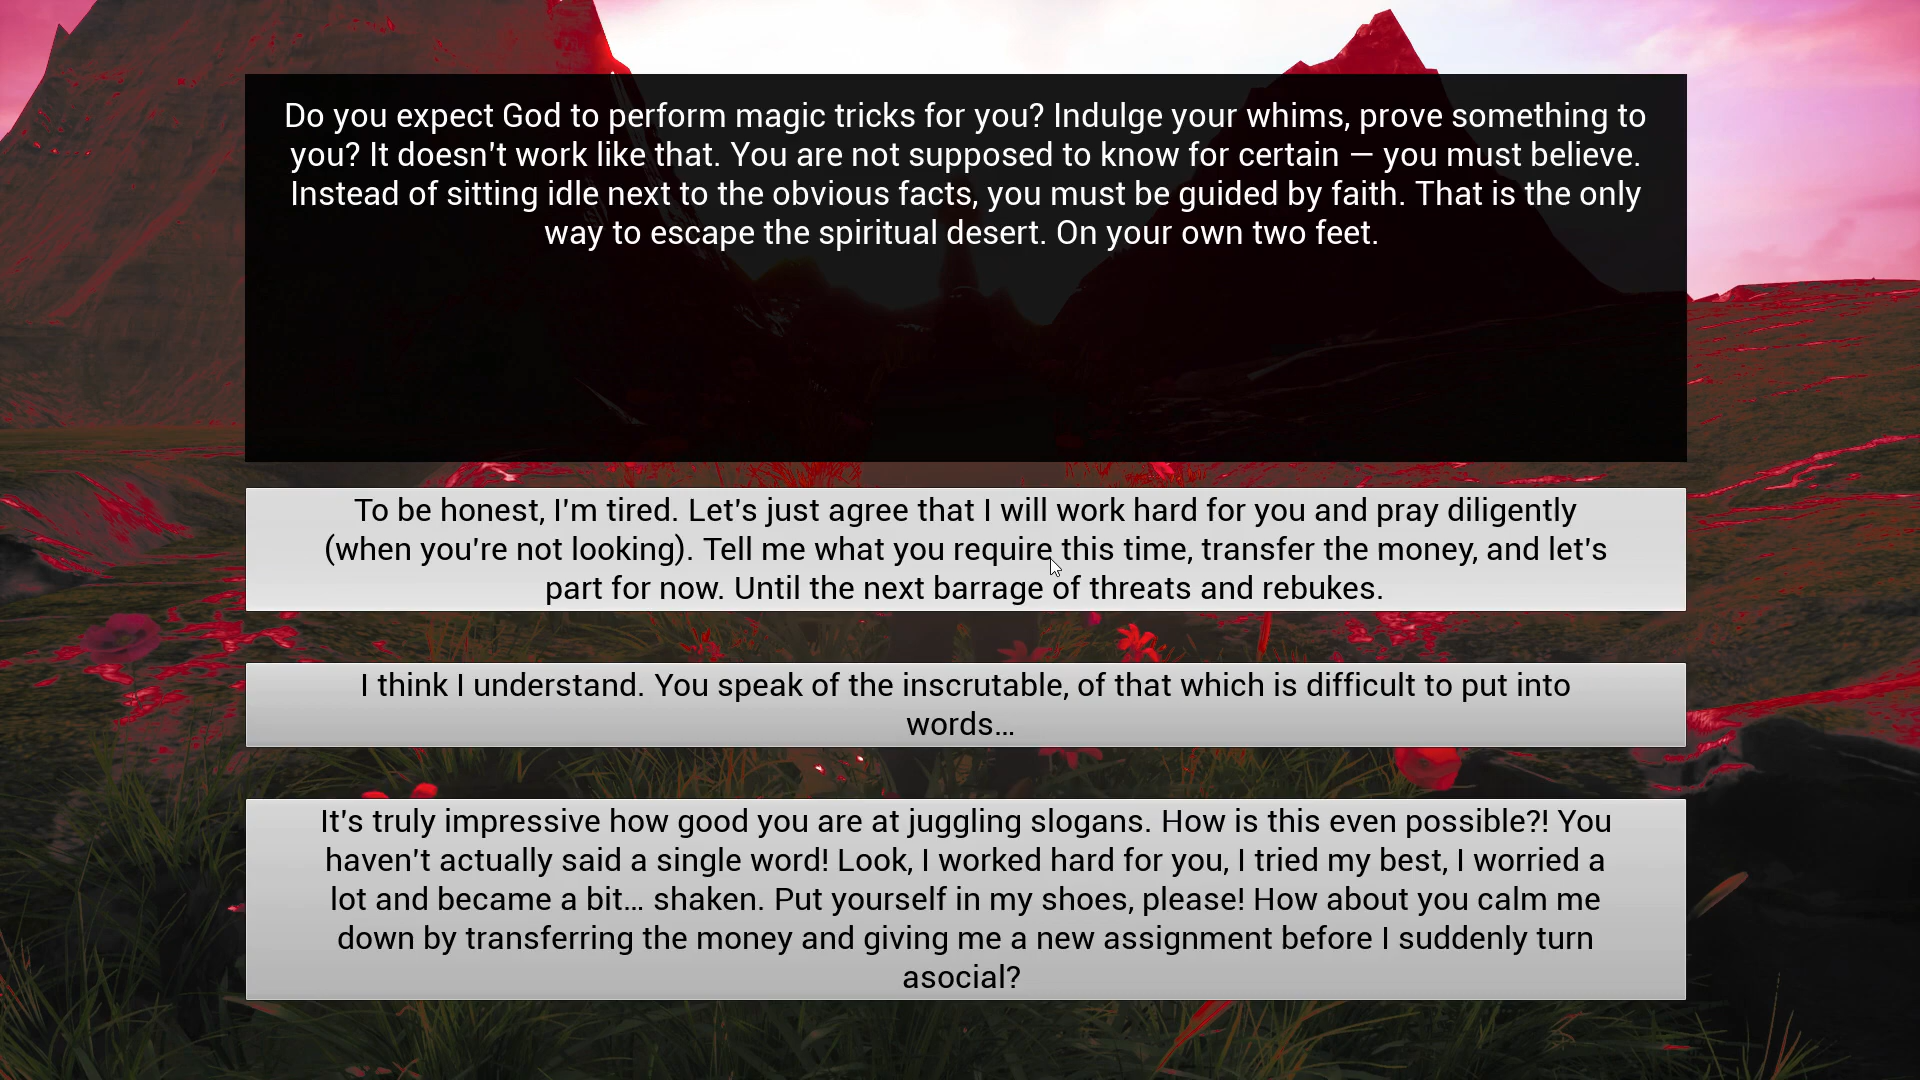 Do you expect God to perform magic tricks for you? Indulge your whims, prove something to
you? It doesn't work like that. You are not supposed to know for certain — you must believe.
Instead of sitting idle next to the obvious facts, you must be guided by faith. That is the only
way to escape the spiritual desert. On your own two feet.
To be honest, I'm tired. Let's just agree that I will work hard for you and pray diligently
(when you're not looking). Tell me what you require this time, transfer the money, and let's
part for now. Until the next barrage of threats and rebukes.
I think I understand. You speak of the inscrutable, of that which is difficult to put into
words...
It's truly impressive how good you are at juggling slogans. How is this even possible?! You
haven't actually said a single word! Look, I worked hard for you, I tried my best, I worried a
lot and became a bit... shaken. Put yourself in my shoes, please! How about you calm me
down by transferring the money and giving me a new assignment before I suddenly turn
asocial?